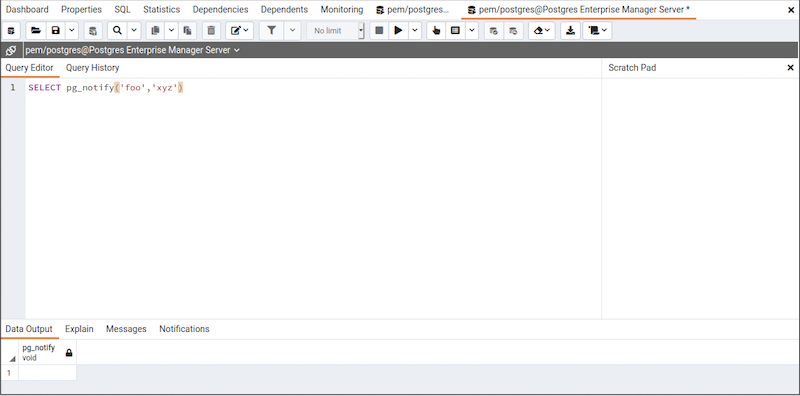 Dashboard Properties SQL Statistics Dependencies Dependents Monitoring pem/postgres... pem/postgres@Postgres Enterprise Manager Server *
No limit
pem/postgres@Postgres Enterprise Manager Server
Query Editor Query History Scratch Pad
1 SELECT pg_notify('foo','xyz')
Data Output Explain Messages Notifications
pg_notify
void
1